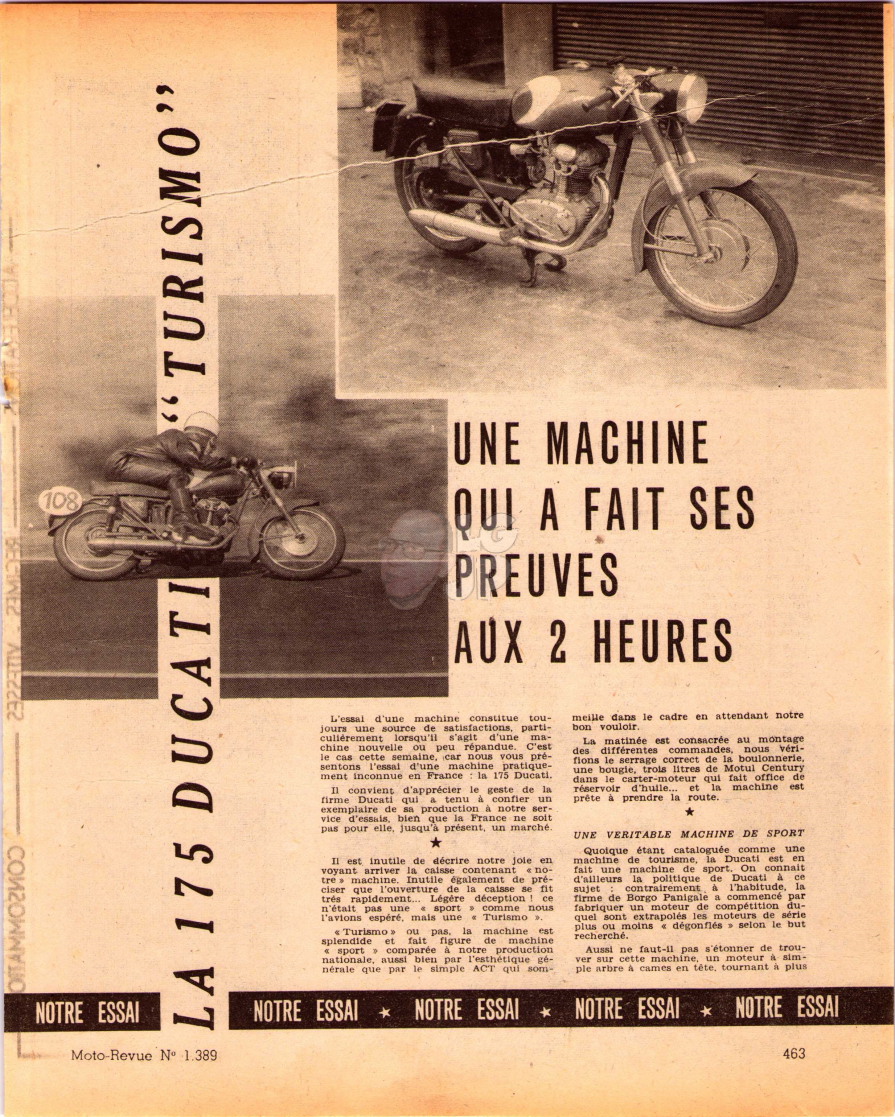 LA 175 DUCATI "TURISMO"
108
UNE MACHINE
QUI A FAIT SES
PREUVES
AUX 2 HEURES
L'essai d'une machine constitue tou-
jours une source de satisfactions, parti-
culièrement lorsqu'il s'agit d'une ma-
chine nouvelle ou peu répandue. C'est
le cas cette semaine, car nous vous pré-
sentons l'essai d'une machine pratique-
ment inconnue en France : la 175 Ducati.
Il convient d'apprécier le geste de la
firme Ducati qui a tenu à confier un
exemplaire de sa production à notre ser-
vice d'essais, bien que la France ne soit
pas pour elle, jusqu'à présent, un marché.
★
Il est inutile de décrire notre joie en
voyant arriver la caisse contenant « no-
tre » machine. Inutile également de pré-
ciser que l'ouverture de la caisse se fit
très rapidement... Légère déception ! ce
n'était pas une « sport » comme nous
l'avions espéré, mais une « Turismo ».
« Turismo » ou pas, la machine est
splendide et fait figure de machine
« sport » comparée à notre production
nationale, aussi bien par l'esthétique gé-
nérale que par le simple ACT qui som-
meille dans le cadre en attendant notre
bon vouloir.
La matinée est consacrée au montage
des différentes commandes, nous véri-
fions le serrage correct de la boulonnerie,
une bougie, trois litres de Motul Century
dans le carter-moteur qui fait office de
réservoir d'huile... et la machine est
prête à prendre la route.
★
UNE VERITABLE MACHINE DE SPORT
Quoique étant cataloguée comme une
machine de tourisme, la Ducati est en
fait une machine de sport. On connait
d'ailleurs la politique de Ducati à ce
sujet : contrairement à l'habitude, la
firme de Borgo Panigale a commencé par
fabriquer un moteur de compétition du-
quel sont extrapolés les moteurs de série
plus ou moins « dégonflés » selon le but
recherché.
Aussi ne faut-il pas s'étonner de trou-
ver sur cette machine, un moteur à sim-
ple arbre à cames en tête, tournant à plus
NOTRE ESSAI NOTRE ESSAI ★ NOTRE ESSAI ★ NOTRE ESSAI ★ NOTRE ESSAI
Moto-Revue N° 1.389
463